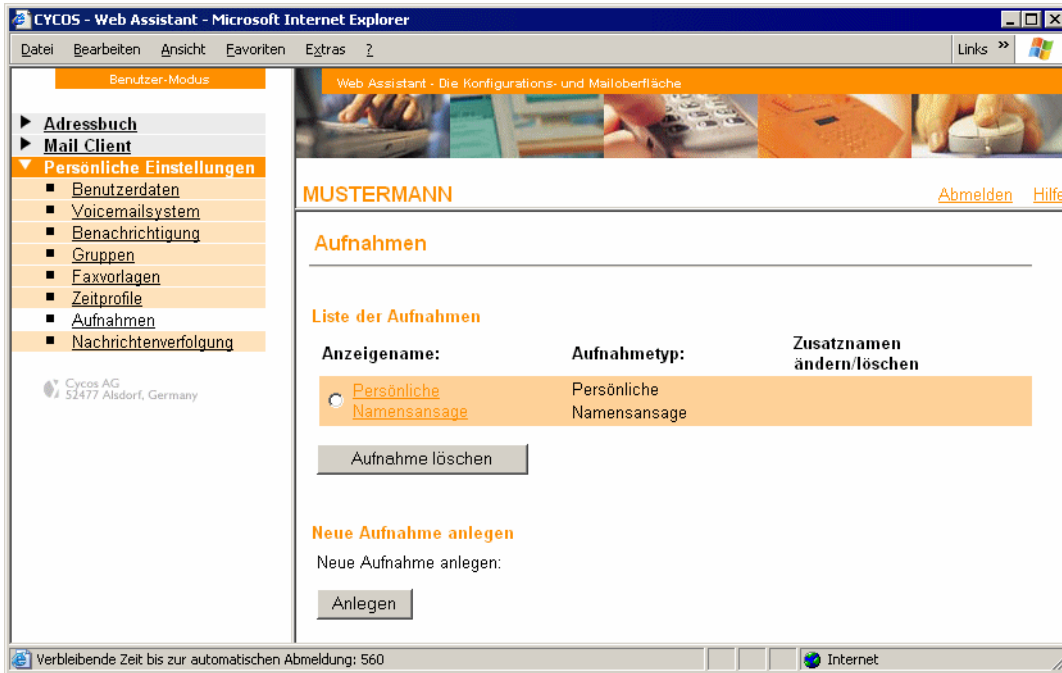 CYCOS - Web Assistant - Microsoft Internet Explorer
Datei Bearbeiten Ansicht Favoriten Extras ? Links »
Benutzer-Modus
Adressbuch
Mail Client
Persönliche Einstellungen
Benutzerdaten
Voicemailsystem
Benachrichtigung
Gruppen
Faxvorlagen
Zeitprofile
Aufnahmen
Nachrichtenverfolgung
Cycos AG
52477 Alsdorf, Germany
Web Assistant - Die Konfigurations- und Mailoberfläche
MUSTERMANN
Abmelden Hilfe
Aufnahmen
Liste der Aufnahmen
Anzeigename: Aufnahmetyp: Zusatznamen
ändern/löschen
Persönliche Persönliche
Namensansage Namensansage
Aufnahme löschen
Neue Aufnahme anlegen
Neue Aufnahme anlegen:
Anlegen
Verbleibende Zeit bis zur automatischen Abmeldung: 560 Internet